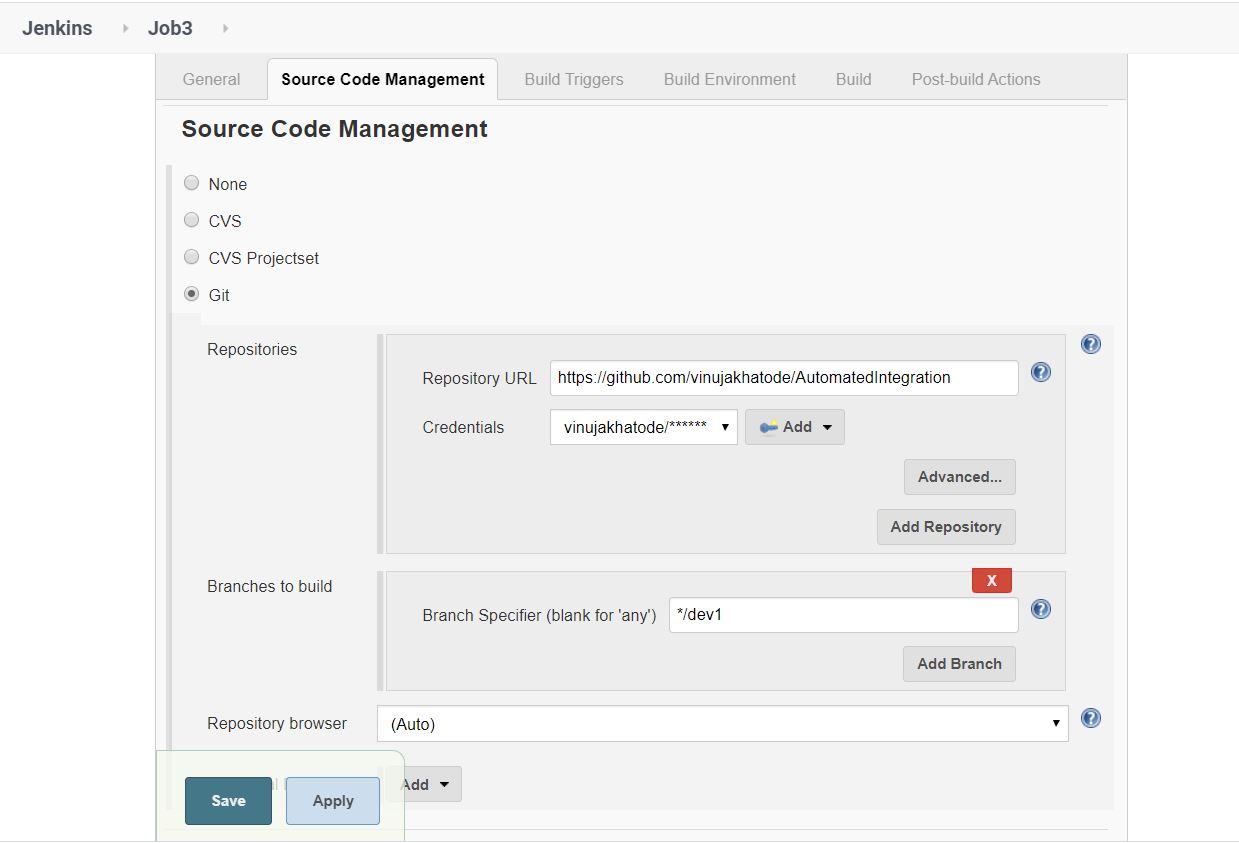 Jenkins Job3
General Source Code Management Build Triggers Build Environment Build Post-build Actions
Source Code Management
None
CVS
CVS Projectset
Git
Repositories
Repository URL https://github.com/vinujakhatode/AutomatedIntegration
Credentials vinujakhatode/****** Add
Advanced...
Add Repository
Branches to build
X
Branch Specifier (blank for 'any') */dev1
Add Branch
Repository browser (Auto)
Add
Save Apply